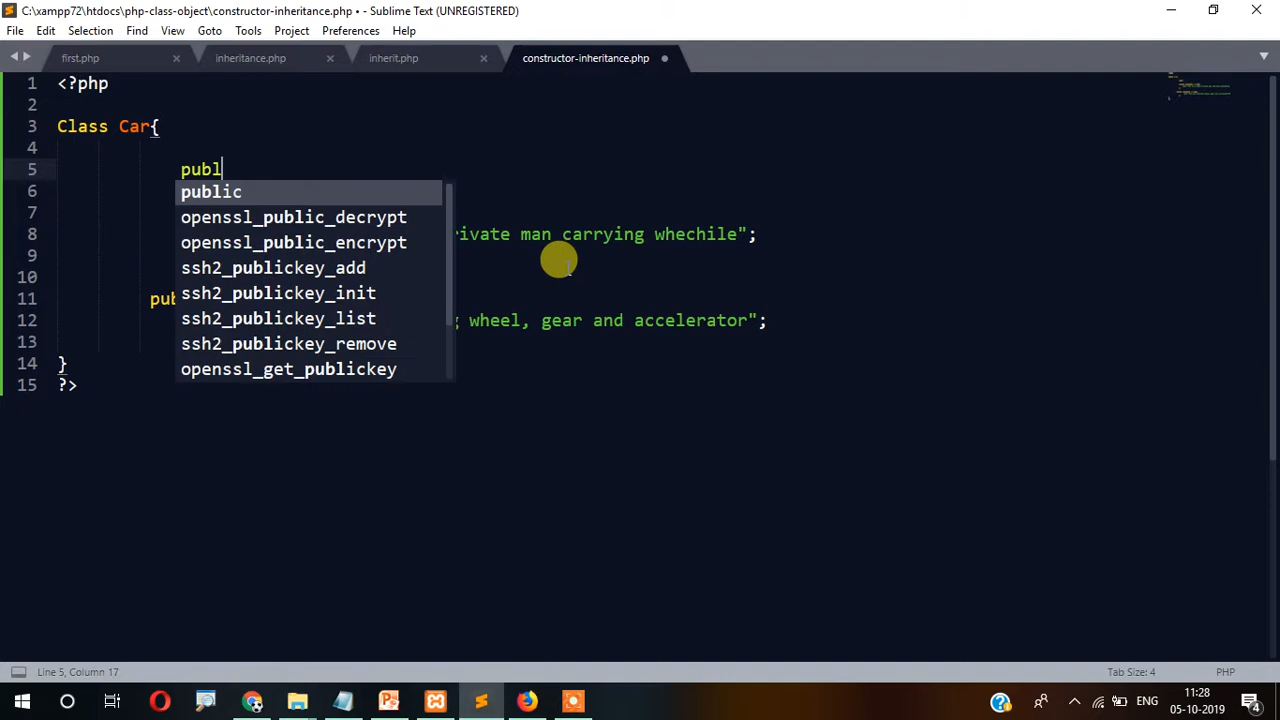 C:\xampp72\htdocs\php-class-object\constructor-inheritance.php • - Sublime Text (UNREGISTERED)
File Edit Selection Find View Goto Tools Project Preferences Help
first.php inheritance.php inherit.php constructor-inheritance.php
1 <?php
2
3 Class Car{
4
5 publ
6 public
openssl_public_decrypt
7
8 openssl_public_encrypt rivate man carrying whechile";
9 ssh2_publickey_add
10 ssh2_publickey_init
11 pub ssh2_publickey_list
12 g wheel, gear and accelerator";
13 ssh2_publickey_remove
14 } openssl_get_publickey
15 ?>
Line 5, Column 17 Tab Size: 4 PHP
ENG 11:28
05-10-2019 4